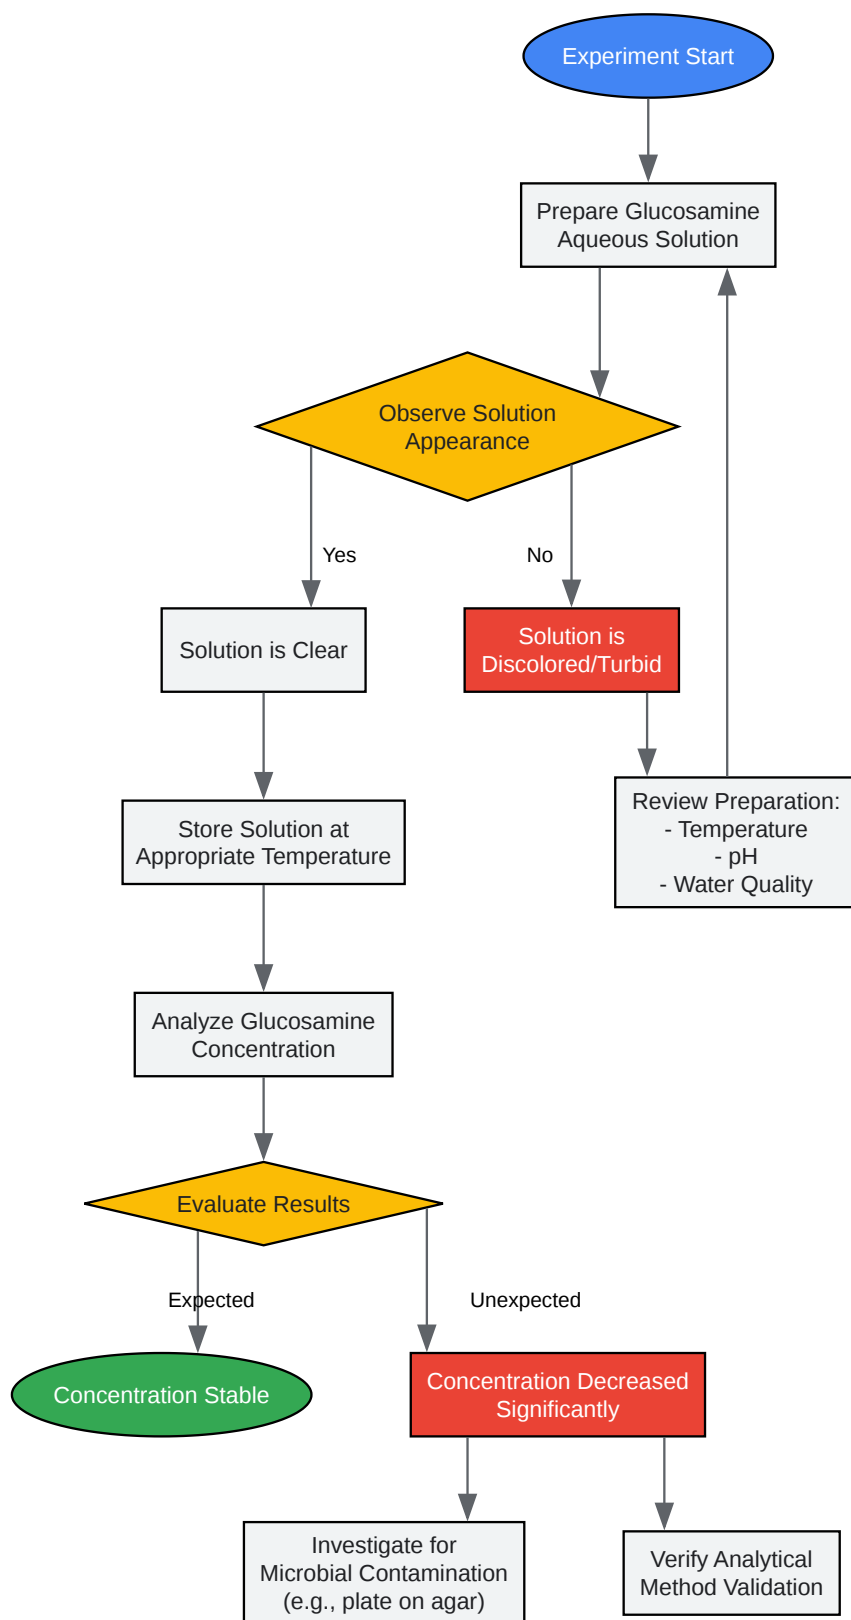 Experiment Start
Prepare Glucosamine
Aqueous Solution
Observe Solution
Appearance
Yes
No
Solution is Clear
Solution is
Discolored/Turbid
Store Solution at
Appropriate Temperature
Review Preparation:
- Temperature
- pH
- Water Quality
Analyze Glucosamine
Concentration
Evaluate Results
Expected
Unexpected
Concentration Stable
Concentration Decreased
Significantly
Investigate for
Microbial Contamination
(e.g., plate on agar)
Verify Analytical
Method Validation